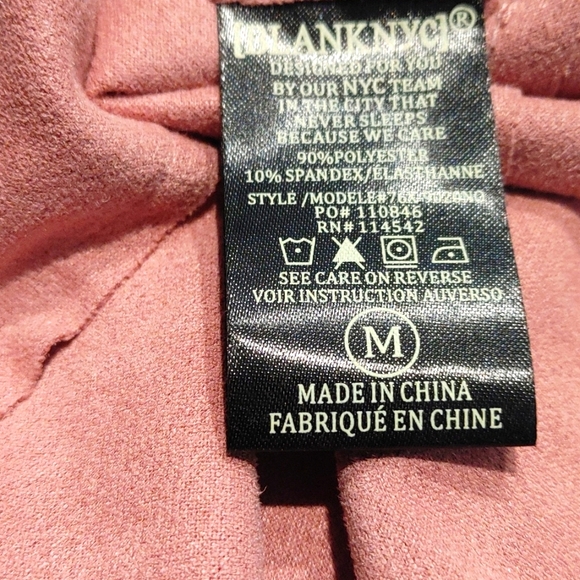 [BLANKNYC]®
DESIGNED FOR YOU
BY OUR NYC TEAM
IN THE CITY THAT
NEVER SLEEPS
BECAUSE WE CARE
90%POLYESTER
10% SPANDEX/ELASTHANNE
STYLE /MODELE#
PO# 110846
RN# 114542
SEE CARE ON REVERSE
VOIR INSTRUCTION AUVERSO
M
MADE IN CHINA
FABRIQUÉ EN CHINE